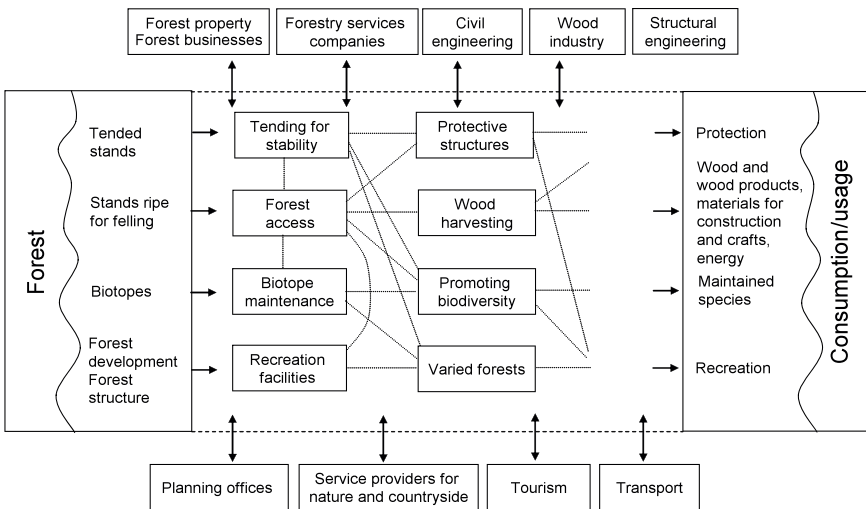 Forest property
Forest businesses
Forestry services
companies
Civil
engineering
Wood
industry
Structural
engineering
Forest
Tended
stands
Stands ripe
for felling
Biotopes
Forest
development
Forest
structure
Tending for
stability
Forest
access
Biotope
maintenance
Recreation
facilities
Protective
structures
Wood
harvesting
Promoting
biodiversity
Varied forests
Protection
Wood and
wood products,
materials for
construction
and crafts,
energy
Maintained
species
Recreation
Consumption/usage
Planning offices
Service providers for
nature and countryside
Tourism
Transport